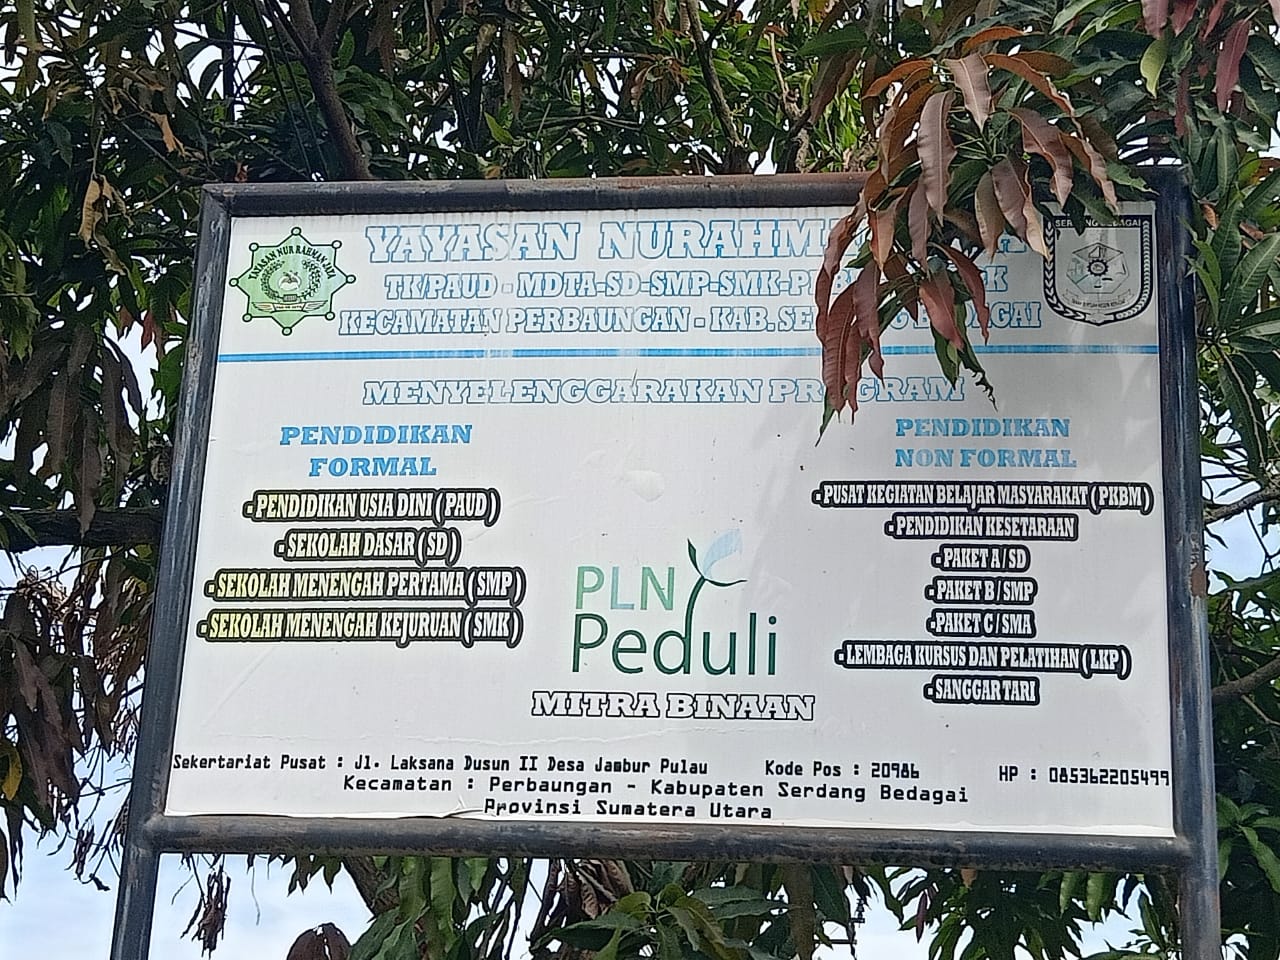 YAYASAN NURAHMA
TK/PAUD - MDTA-SD-SMP-SMK-
KECAMATAN PERBAUNGAN - KAB. SERDANG BEDAGAI
MENYELENGGARAKAN PROGRAM
PENDIDIKAN
FORMAL
-PENDIDIKAN USIA DINI (PAUD)
-SEKOLAH DASAR (SD)
-SEKOLAH MENENGAH PERTAMA (SMP)
-SEKOLAH MENENGAH KEJURUAN (SMK)
PENDIDIKAN
NON FORMAL
-PUSAT KEGIATAN BELAJAR MASYARAKAT (PKBM)
-PENDIDIKAN KESETARAAN
-PAKET A / SD
-PAKET B / SMP
-PAKET C / SMA
-LEMBAGA KURSUS DAN PELATIHAN (LKP)
-SANGGAR TARI
PLN
Peduli
MITRA BINAAN
Sekertariat Pusat : Jl. Laksana Dusun II Desa Jambur Pulau Kode Pos : 20986 HP : 085362205499
Kecamatan : Perbaungan - Kabupaten Serdang Bedagai
Provinsi Sumatera Utara